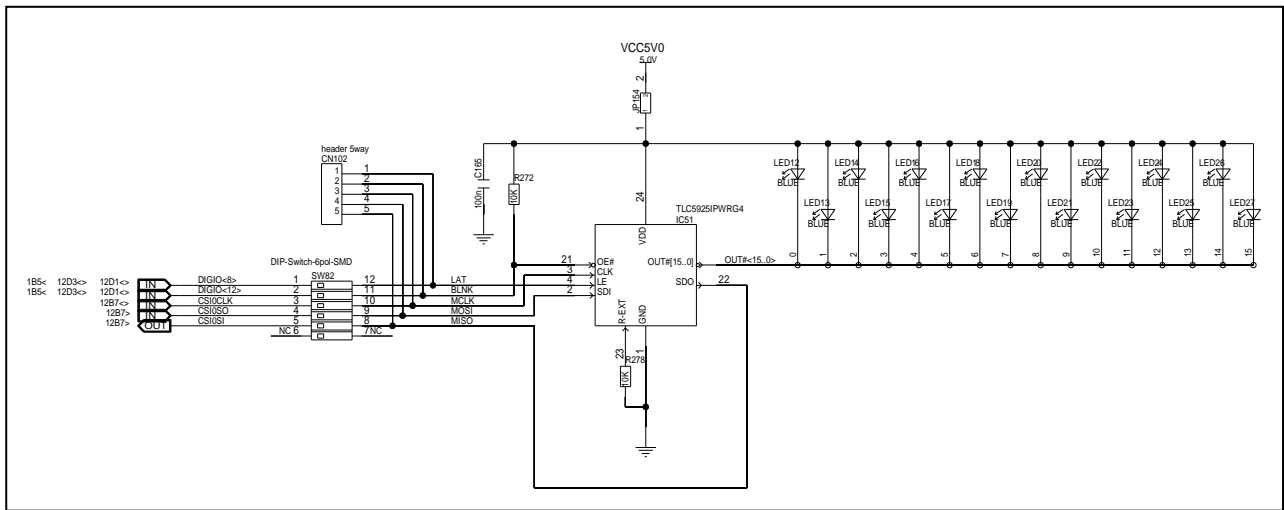 VCC5V0
5.0V
2
JP154
1 2
1
header 5way
CN102
1 1
2 2
3 3
4 4
5 5
C165
100n
R272
10K
24
TLC5925IPWRG4
IC51
VDD
21 OE#
3 CLK
4 LE
2 SDI
OUT#[15..0] OUT#<15..0>
SDO 22
R-EXT
GND
23
1
R278
10K
DIP-Switch-6pol-SMD
SW82
1B5< 12D3<> 12D1<> IN DIGIO<8> 1 12 LAT
1B5< 12D3<> 12D1<> IN DIGIO<12> 2 11 BLNK
12B7<> IN CSI0CLK 3 10 MCLK
12B7> IN CSI0SO 4 9 MOSI
12B7> OUT CSI0SI 5 8 MISO
NC 6 7 NC
LED12 BLUE
LED14 BLUE
LED16 BLUE
LED18 BLUE
LED20 BLUE
LED22 BLUE
LED24 BLUE
LED26 BLUE
LED13 BLUE
LED15 BLUE
LED17 BLUE
LED19 BLUE
LED21 BLUE
LED23 BLUE
LED25 BLUE
LED27 BLUE
0 1 2 3 4 5 6 7 8 9 10 11 12 13 14 15